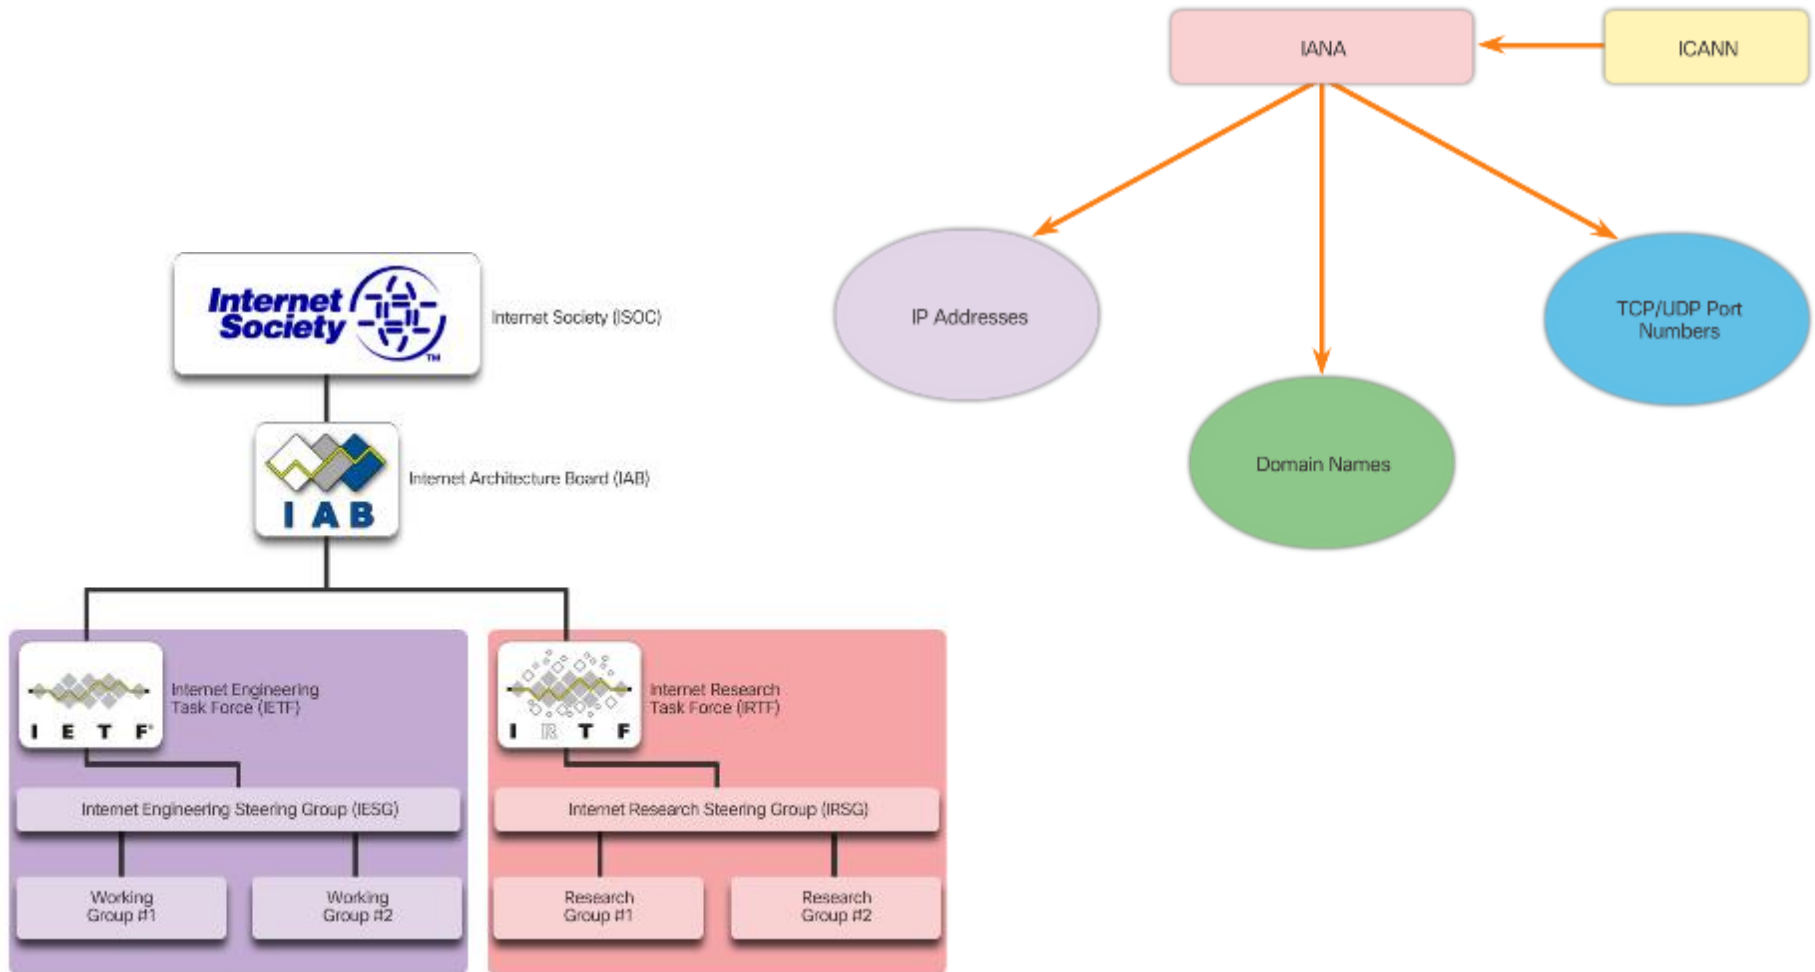 IANA
ICANN
IP Addresses
TCP/UDP Port
Numbers
Domain Names
Internet
Society
TM
Internet Society (ISOC)
IAB
Internet Architecture Board (IAB)
IETF®
Internet Engineering
Task Force (IETF)
Internet Engineering Steering Group (IESG)
Working
Group #1
Working
Group #2
IRTF
Internet Research
Task Force (IRTF)
Internet Research Steering Group (IRSG)
Research
Group #1
Research
Group #2